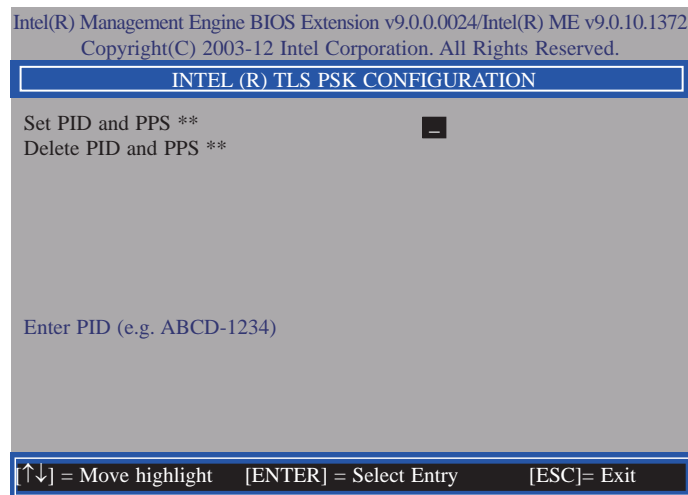 Intel(R) Management Engine BIOS Extension v9.0.0.0024/Intel(R) ME v9.0.10.1372
Copyright(C) 2003-12 Intel Corporation. All Rights Reserved.
INTEL (R) TLS PSK CONFIGURATION
Set PID and PPS ** _
Delete PID and PPS **
Enter PID (e.g. ABCD-1234)
[↑↓] = Move highlight [ENTER] = Select Entry [ESC]= Exit